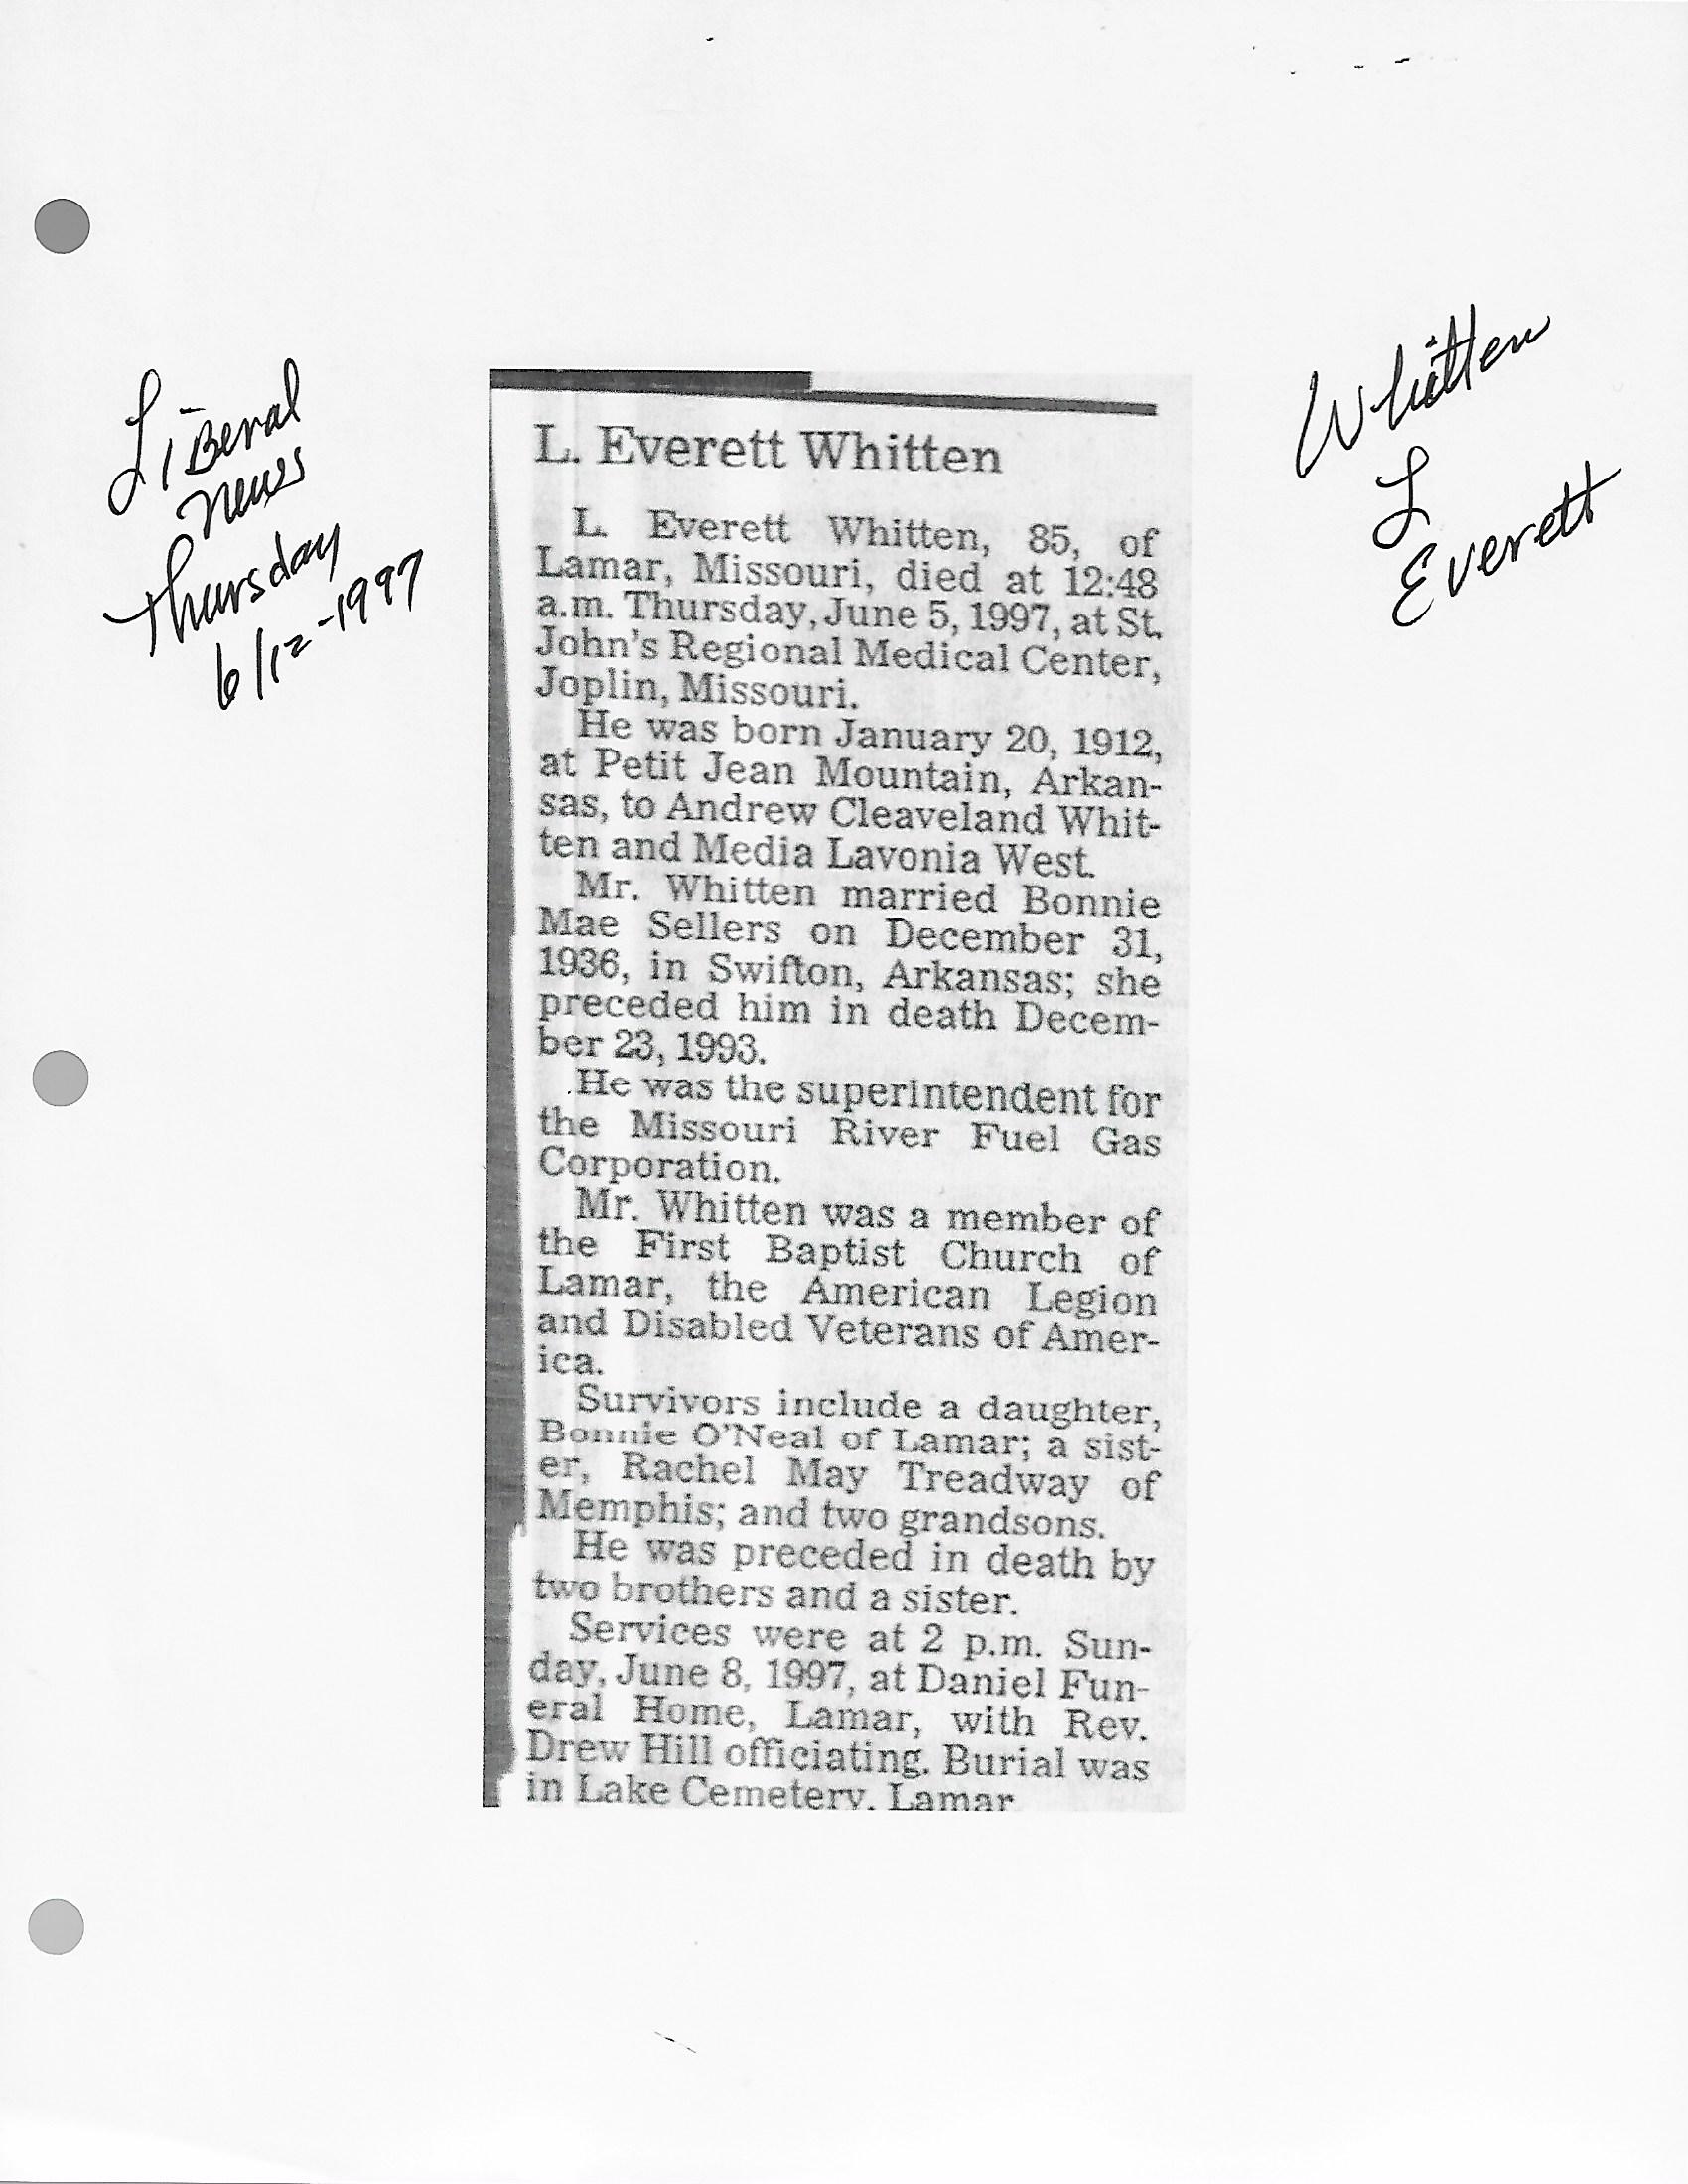 Liberal
News
Thursday
6/12-1997
Whitten
L
Everett
L. Everett Whitten
L. Everett Whitten, 85, of
Lamar, Missouri, died at 12:48
a.m. Thursday, June 5, 1997, at St.
John's Regional Medical Center,
Joplin, Missouri.
He was born January 20, 1912,
at Petit Jean Mountain, Arkan-
sas, to Andrew Cleaveland Whit-
ten and Media Lavonia West.
Mr. Whitten married Bonnie
Mae Sellers on December 31,
1936, in Swifton, Arkansas; she
preceded him in death Decem-
ber 23, 1993.
He was the superintendent for
the Missouri River Fuel Gas
Corporation.
Mr. Whitten was a member of
the First Baptist Church of
Lamar, the American Legion
and Disabled Veterans of Amer-
ica.
Survivors include a daughter,
Bonnie O'Neal of Lamar; a sist-
er, Rachel May Treadway of
Memphis; and two grandsons.
He was preceded in death by
two brothers and a sister.
Services were at 2 p.m. Sun-
day, June 8, 1997, at Daniel Fun-
eral Home, Lamar, with Rev.
Drew Hill officiating. Burial was
in Lake Cemetery, Lamar